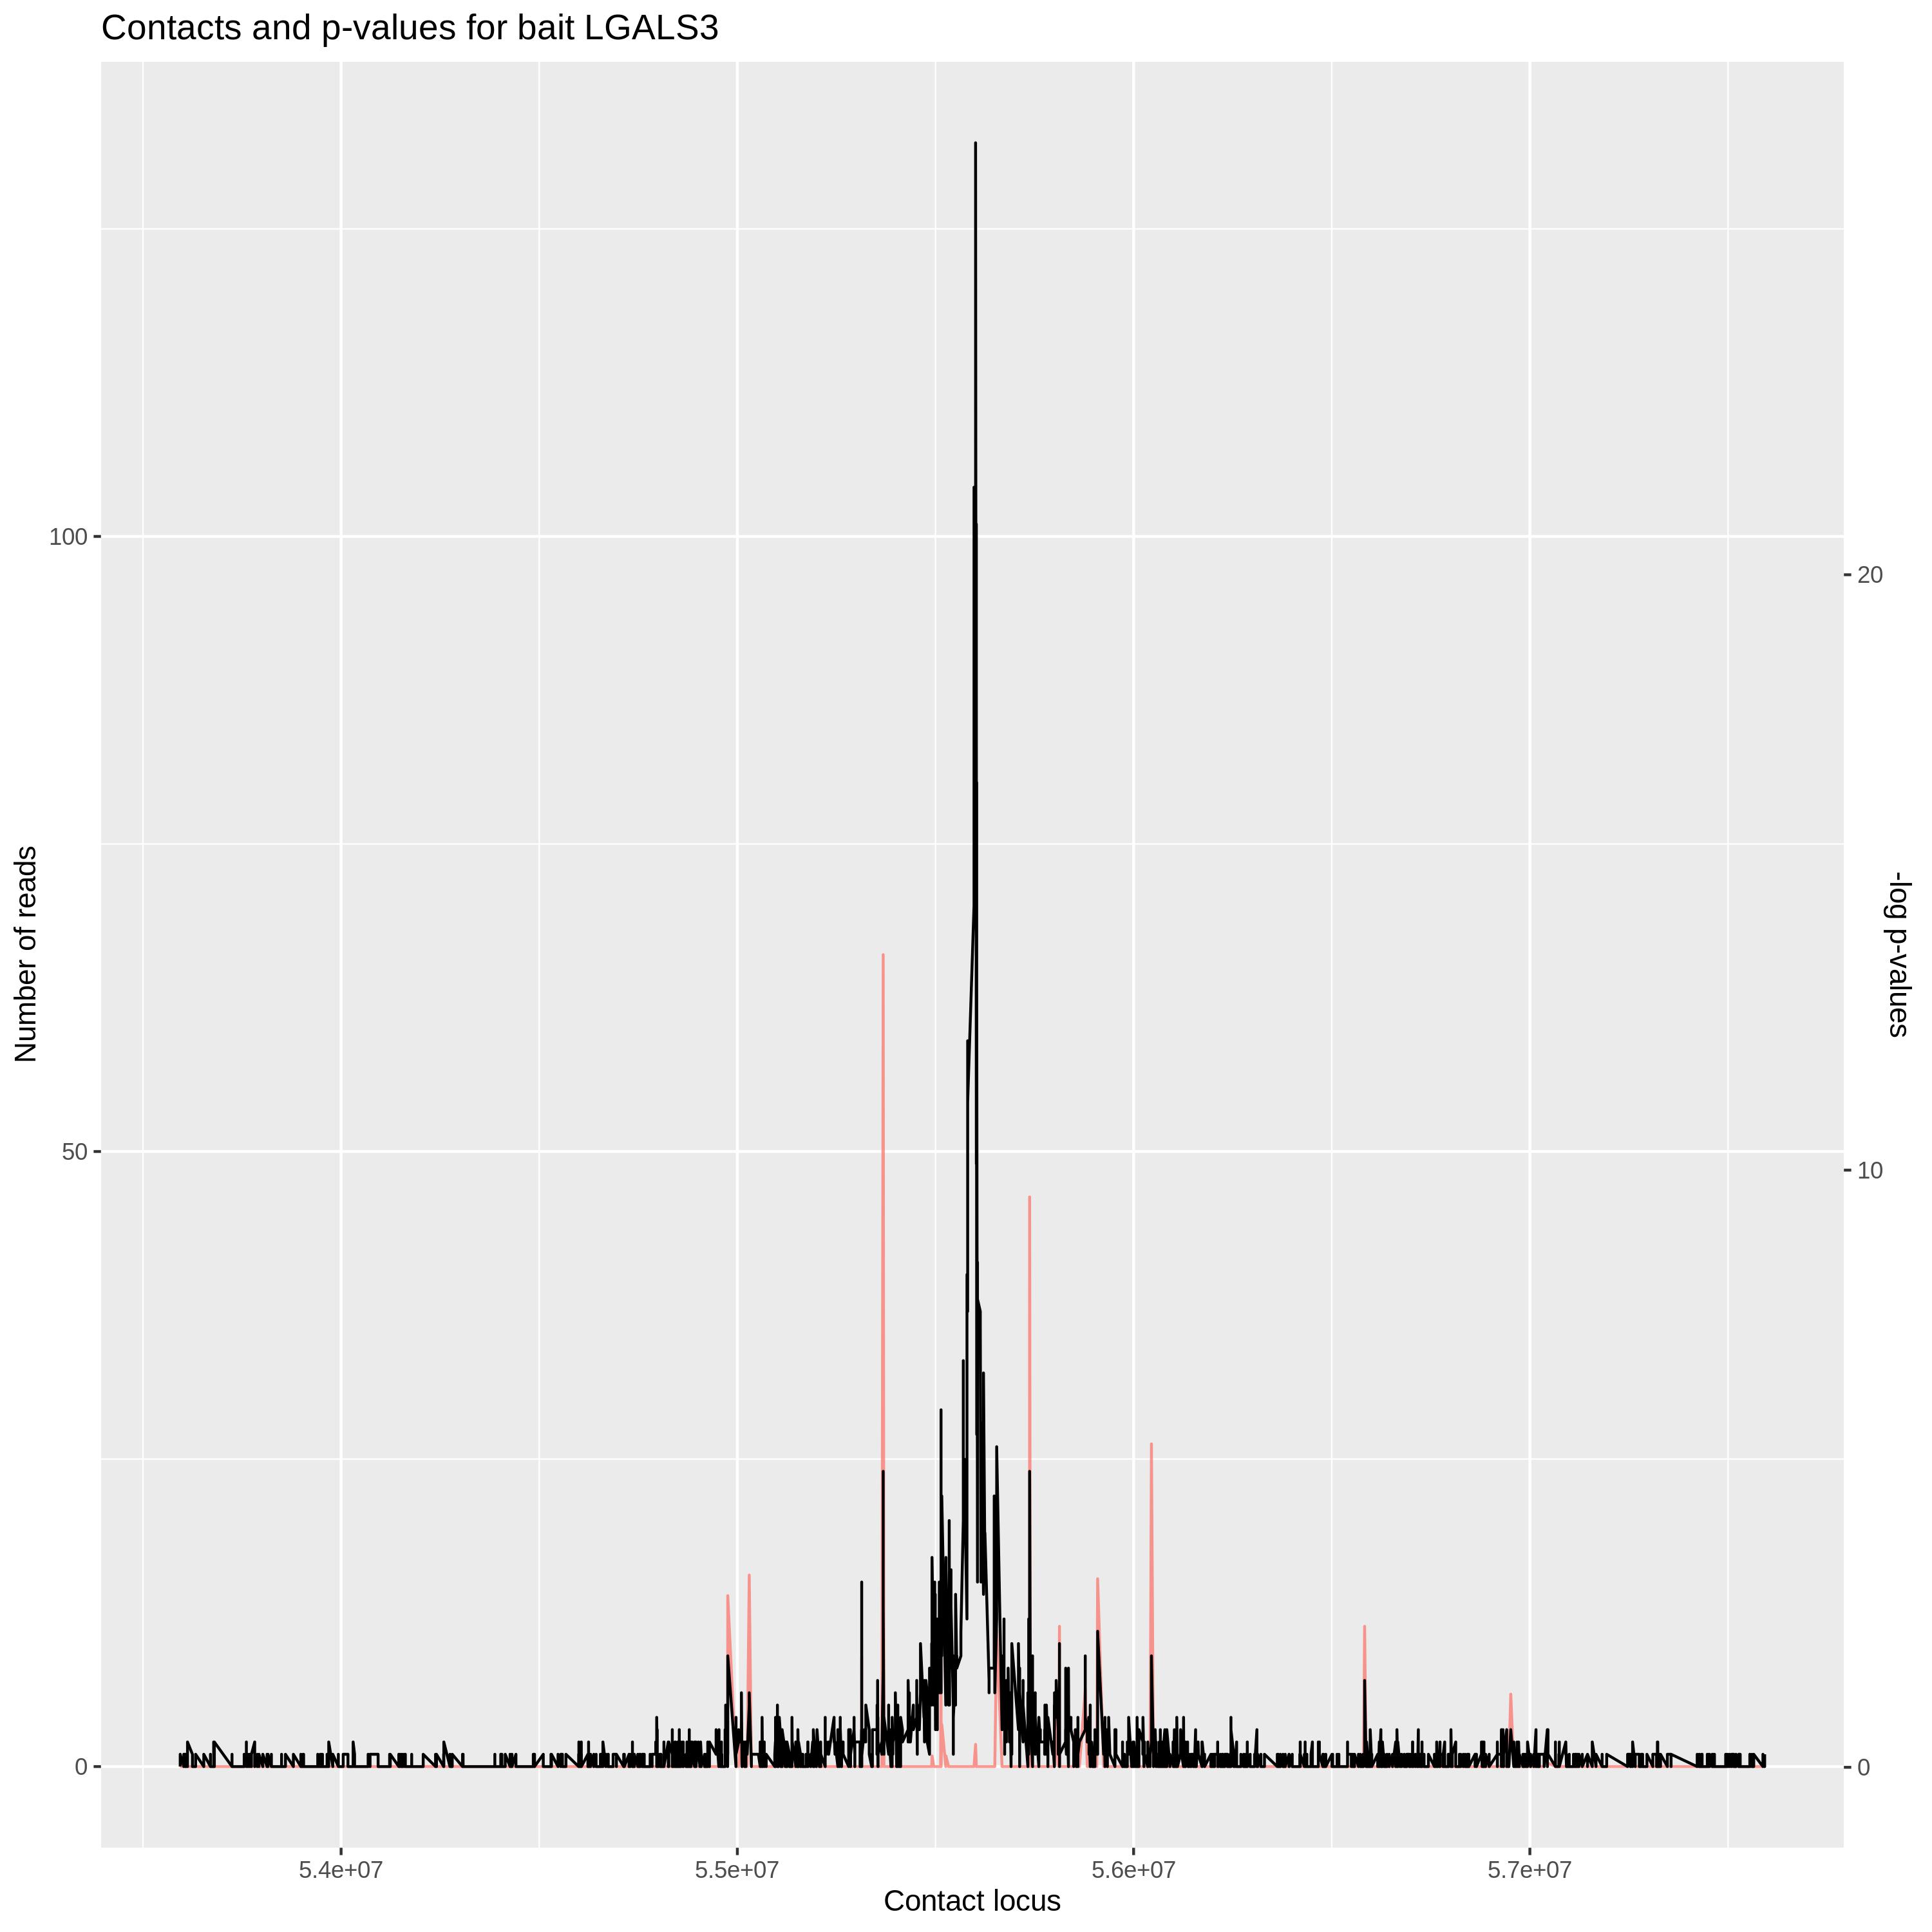 Contacts and p-values for bait LGALS3
100
50
0
Number of reads
20
10
0
-log p-values
5.4e+07
5.5e+07
5.6e+07
5.7e+07
Contact locus